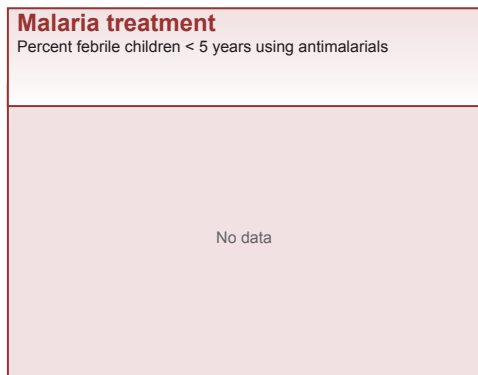 Malaria treatment
Percent febrile children < 5 years using antimalarials
No data